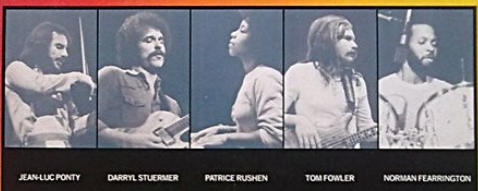 JEAN-LUC PONTY DARRYL STUERMER PATRICE RUSHEN TOM FOWLER NORMAN FEARRINGTON